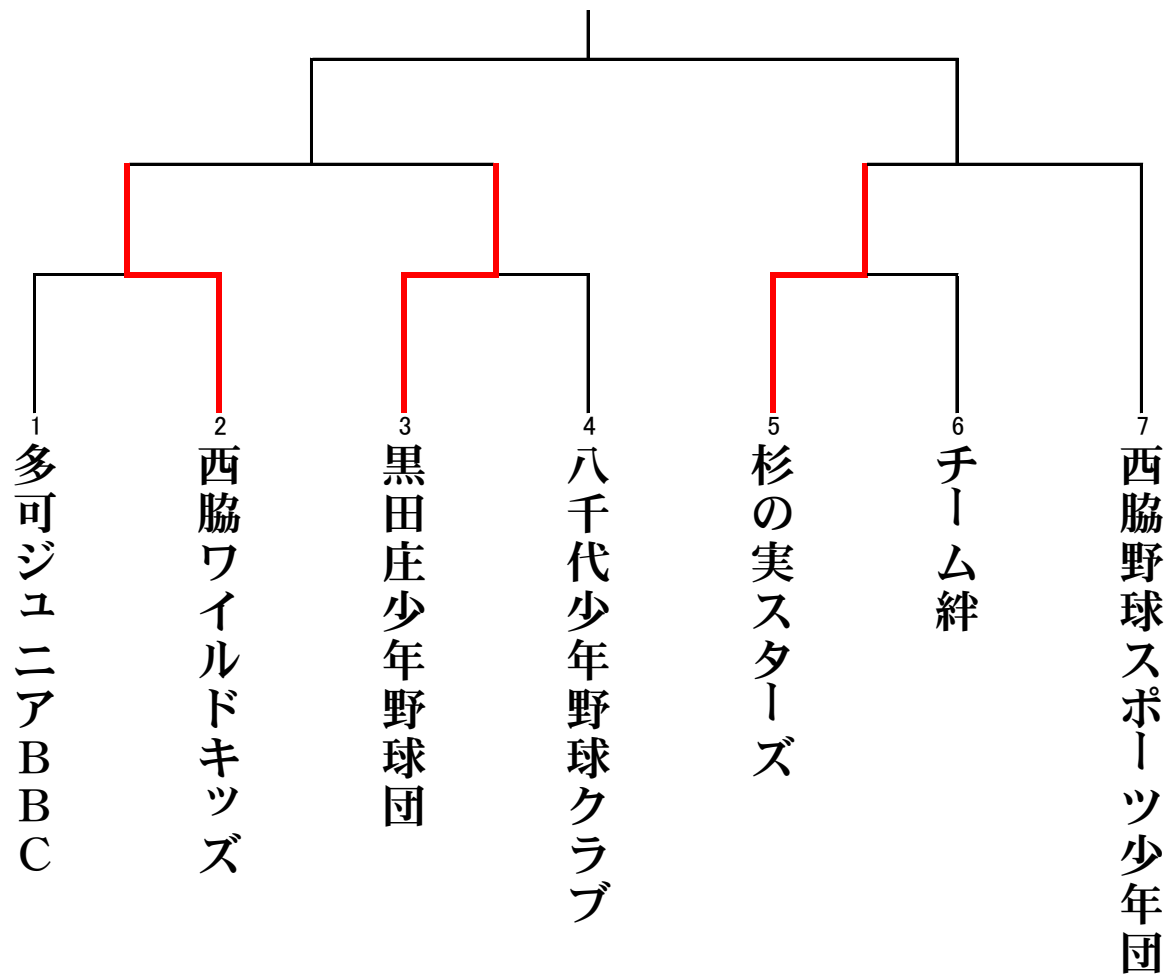 1
多可ジュニアＢＢＣ
2
西脇ワイルドキッズ
3
黒田庄少年野球団
4
八千代少年野球クラブ
5
杉の実スターズ
6
チーム絆
7
西脇野球スポーツ少年団